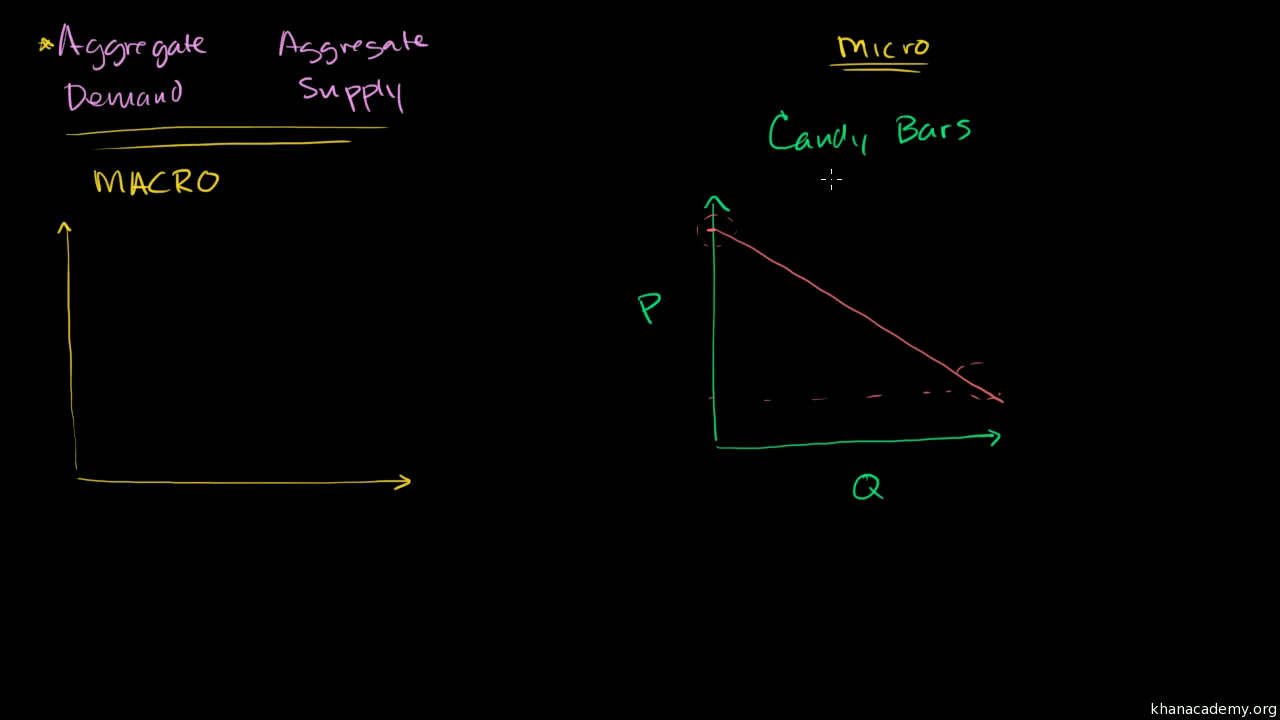 Aggregate Aggregate
Demand Supply
MACRO
Micro
Candy Bars
P
Q
khanacademy.org